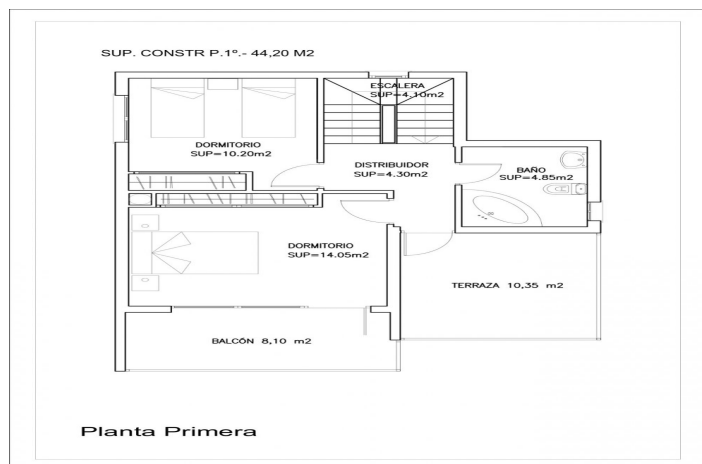 SUP. CONSTR P.1º.- 44,20 M2
ESCALERA
SUP=4.10m2
DORMITORIO
SUP=10.20m2
DISTRIBUIDOR
SUP=4.30m2
BAÑO
SUP=4.85m2
DORMITORIO
SUP=14.05m2
TERRAZA 10,35 m2
BALCÓN 8,10 m2
Planta Primera